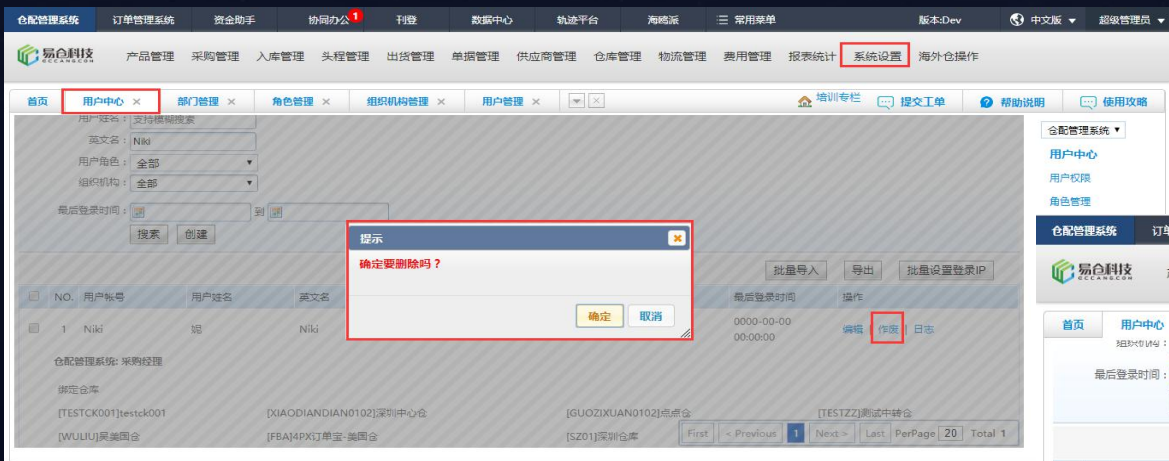 仓配管理系统 订单管理系统 资金助手 协同办公 1 刊登 数据中心 轨迹平台 海鸥派 常用菜单 版本:Dev 中文版 超级管理员
易仓科技 ECCANG.COM 产品管理 采购管理 入库管理 头程管理 出货管理 单据管理 供应商管理 仓库管理 物流管理 费用管理 报表统计 系统设置 海外仓操作
首页 用户中心 × 部门管理 × 角色管理 × 组织机构管理 × 用户管理 × 培训专栏 提交工单 帮助说明 使用攻略
用户姓名： 支持模糊搜索
英文名： Niki
用户角色： 全部
组织机构： 全部
最后登录时间： 到
搜索 创建
仓配管理系统
用户中心
用户权限
角色管理
提示
确定要删除吗？
确定 取消
批量导入 导出 批量设置登录IP
NO. 用户帐号 用户姓名 英文名 最后登录时间 操作
1 Niki 妮 Niki 0000-00-00 00:00:00 编辑 | 作废 | 日志
仓配管理系统: 采购经理
绑定仓库
[TESTCK001]testck001 [XIAODIANDIAN0102]深圳中心仓 [GUOZIXUAN0102]点点仓 [TESTZZ]测试中转仓
[WULIU]吴美国仓 [FBA]4PX订单宝-美国仓 [SZ01]深圳仓库
First < Previous 1 Next > Last PerPage 20 Total 1
仓配管理系统
易仓科技 ECCANG.COM
首页 用户中心
组织机构：
最后登录时间：